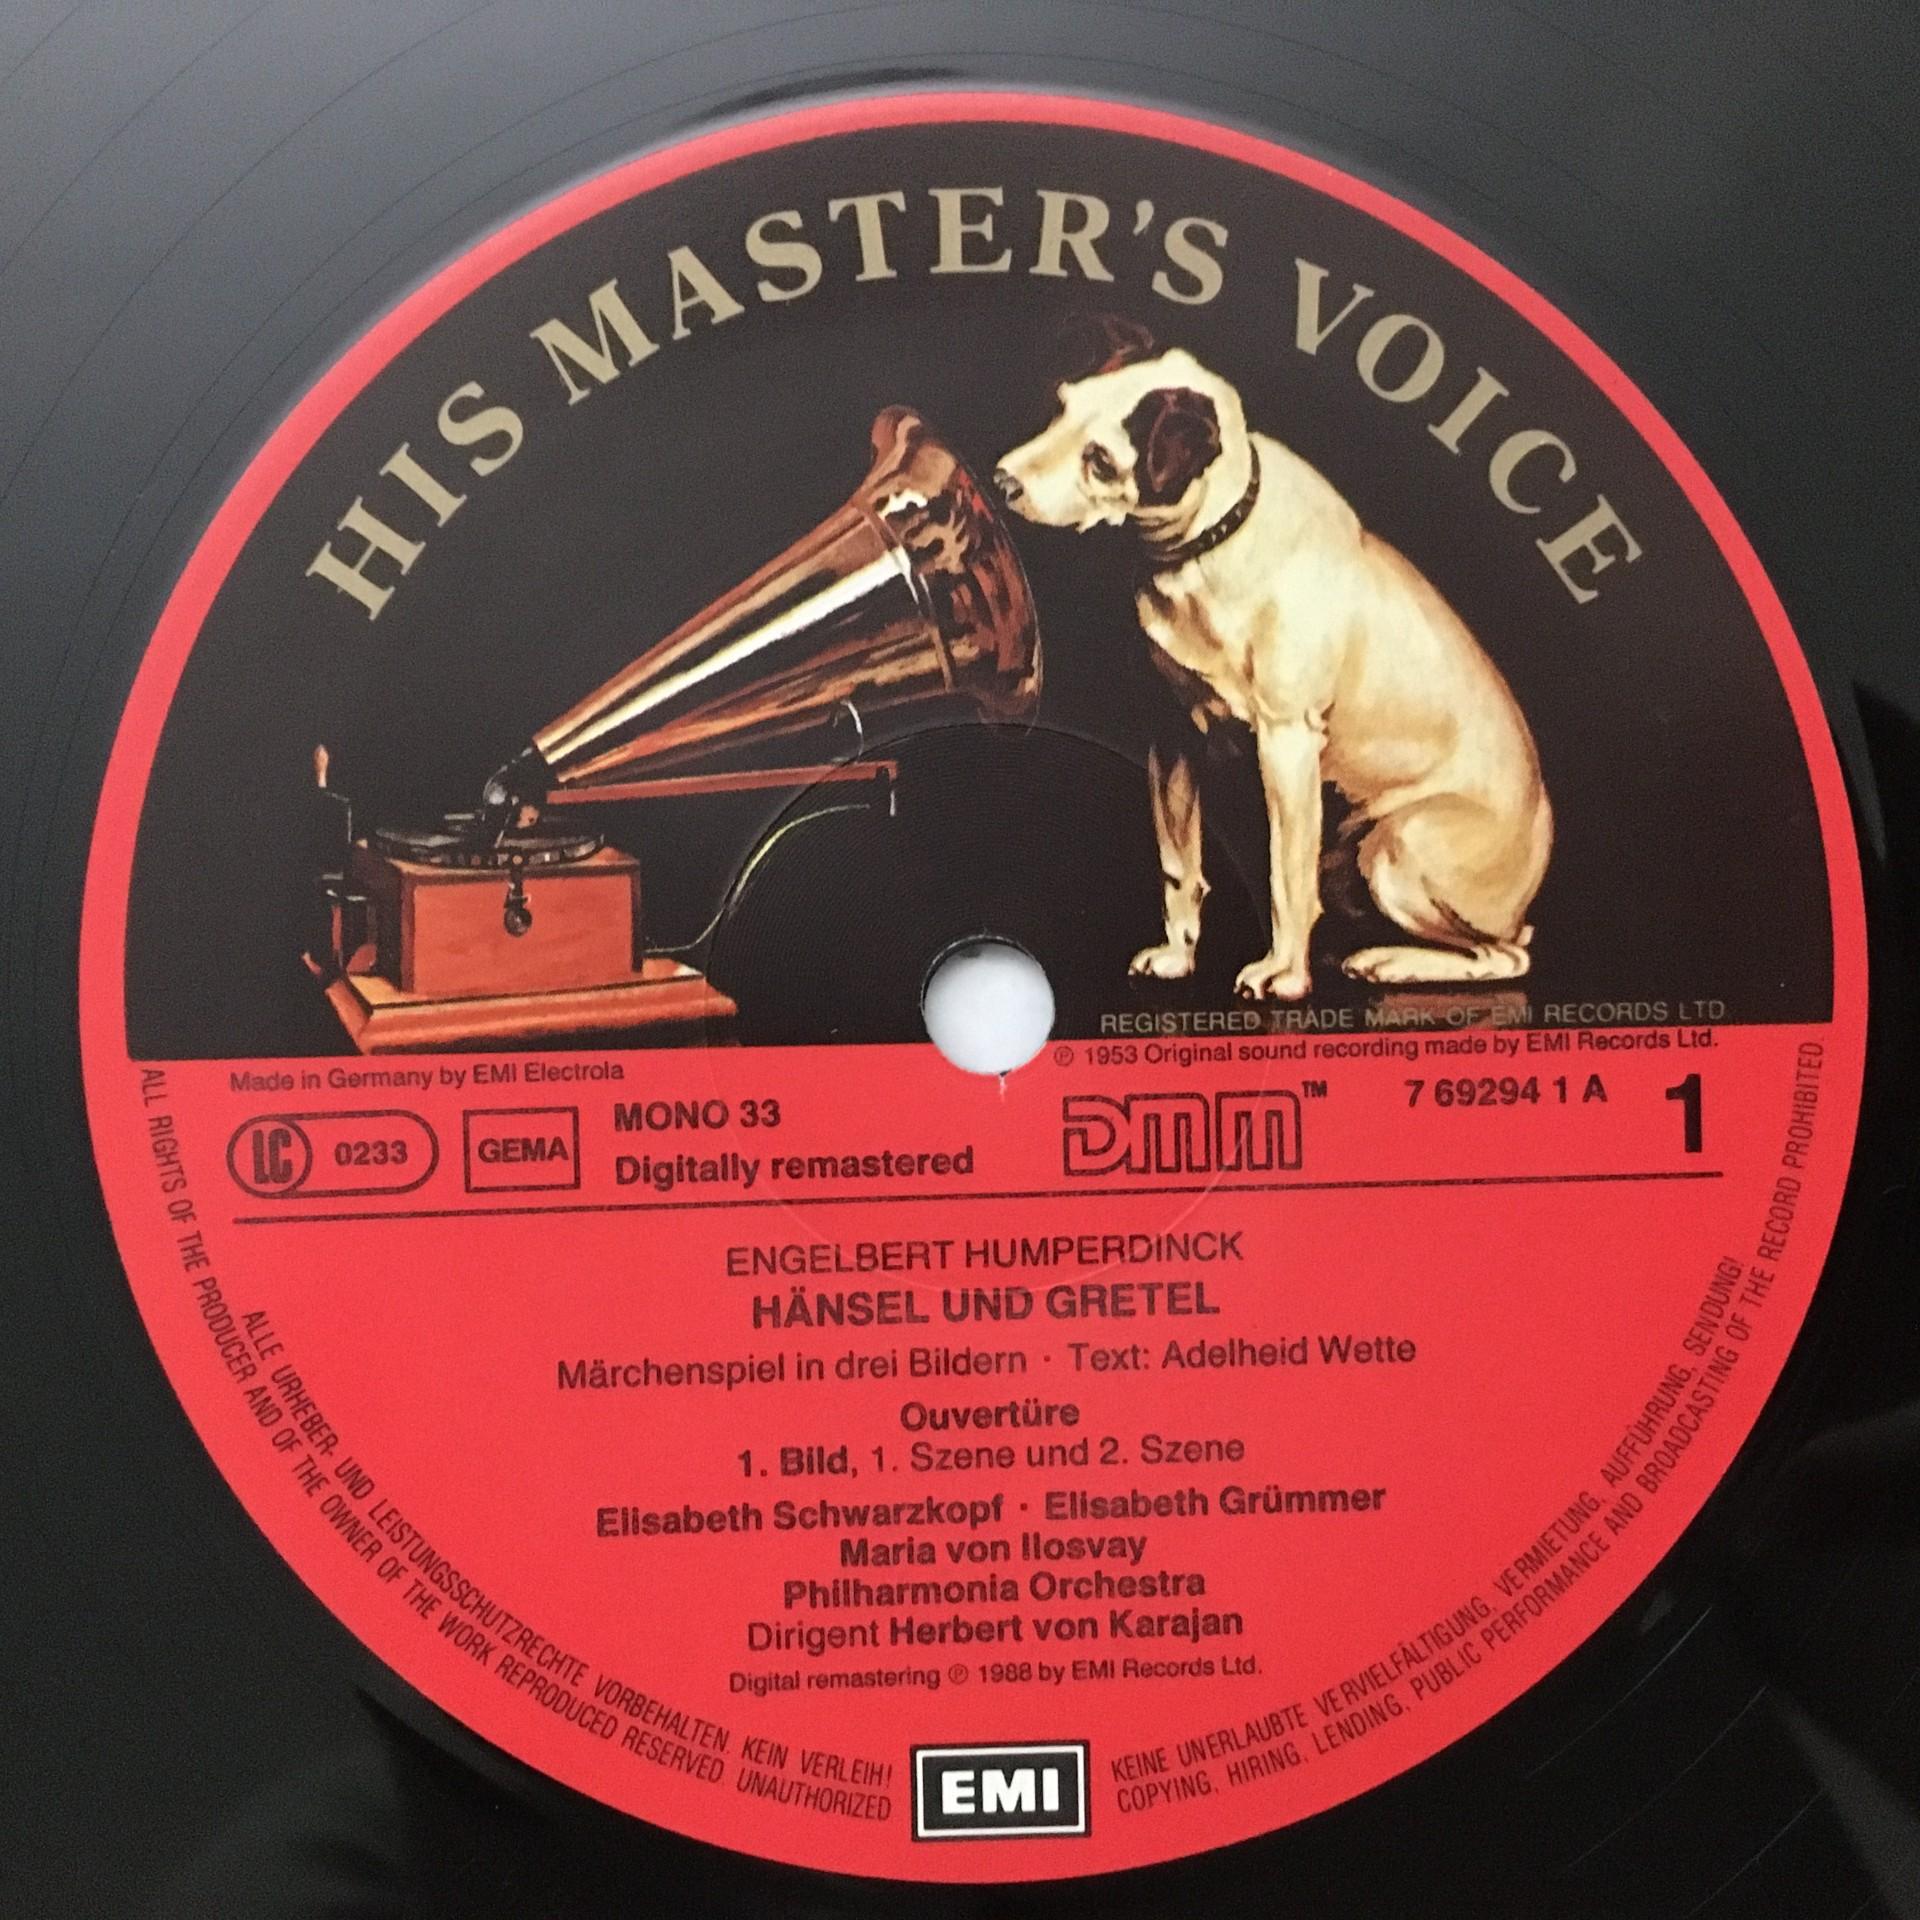 HIS MASTER'S VOICE
REGISTERED TRADE MARK OF EMI RECORDS LTD
Made in Germany by EMI Electrola
℗ 1953 Original sound recording made by EMI Records Ltd.
LC 0233
GEMA
MONO 33
Digitally remastered
DMM™
7 69294 1 A
1
ENGELBERT HUMPERDINCK
HÄNSEL UND GRETEL
Märchenspiel in drei Bildern · Text: Adelheid Wette
Ouvertüre
1. Bild, 1. Szene und 2. Szene
Elisabeth Schwarzkopf · Elisabeth Grümmer
Maria von Ilosvay
Philharmonia Orchestra
Dirigent Herbert von Karajan
Digital remastering ℗ 1988 by EMI Records Ltd.
EMI
ALLE URHEBER- UND LEISTUNGSSCHUTZRECHTE VORBEHALTEN. KEIN VERLEIH! KEINE UNERLAUBTE VERVIELFÄLTIGUNG, VERMIETUNG, AUFFÜHRUNG, SENDUNG!
ALL RIGHTS OF THE PRODUCER AND OF THE OWNER OF THE WORK REPRODUCED RESERVED. UNAUTHORIZED COPYING, HIRING, LENDING, PUBLIC PERFORMANCE AND BROADCASTING OF THE RECORD PROHIBITED.